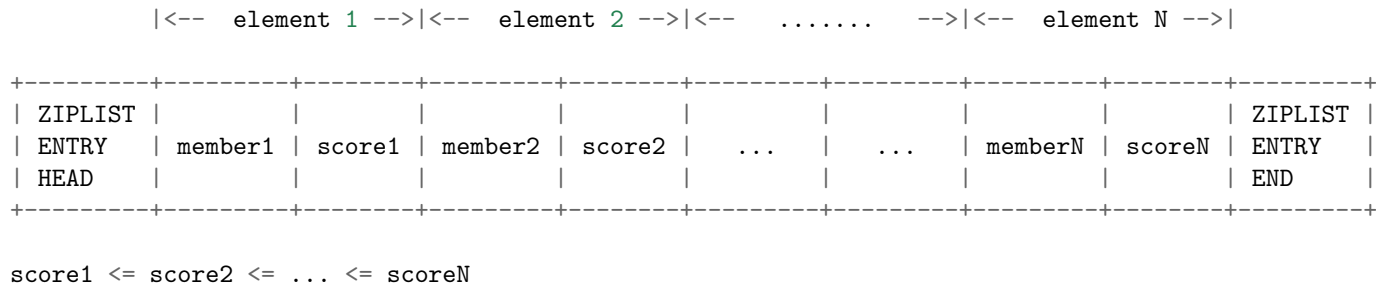 |<--  element 1 -->|<--  element 2 -->|<--  .......  -->|<--  element N -->|
+---------+---------+--------+---------+--------+---------+--------+---------+--------+---------+
| ZIPLIST |         |        |         |        |         |        |         |        | ZIPLIST |
| ENTRY   | member1 | score1 | member2 | score2 |   ...   |   ...  | memberN | scoreN | ENTRY   |
| HEAD    |         |        |         |        |         |        |         |        | END     |
+---------+---------+--------+---------+--------+---------+--------+---------+--------+---------+
score1 <= score2 <= ... <= scoreN